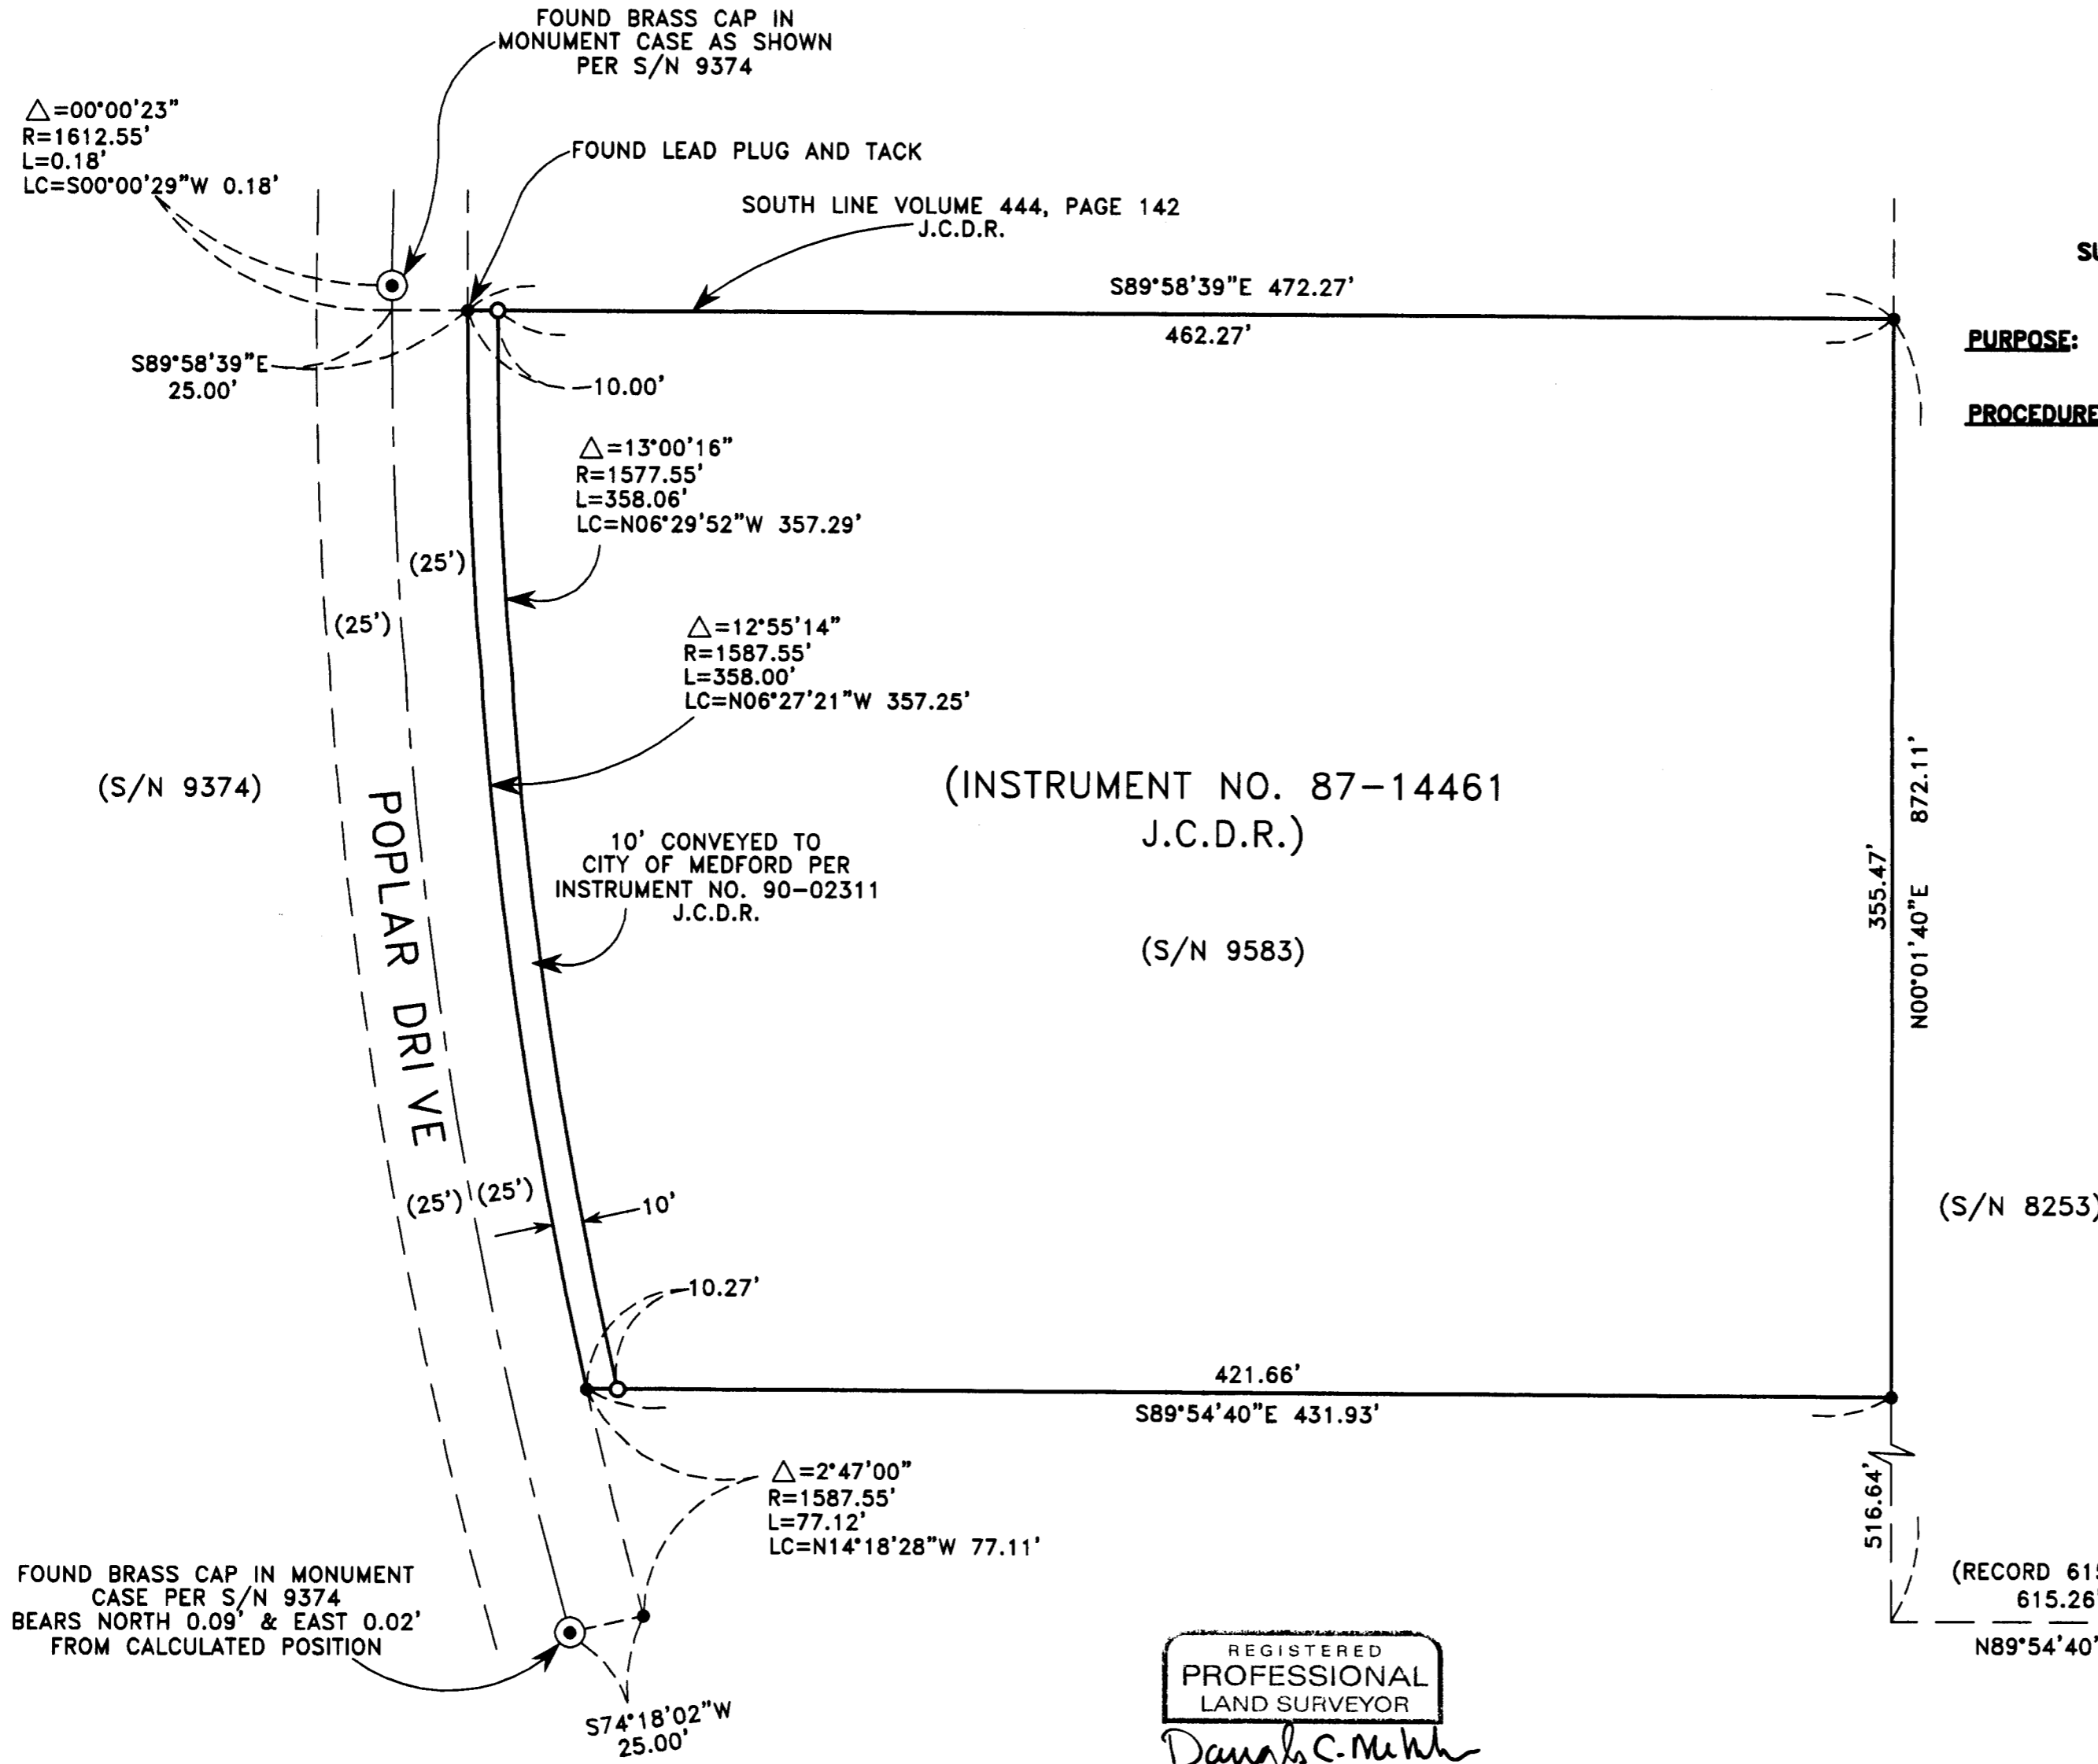 FOUND BRASS CAP IN
MONUMENT CASE AS SHOWN
PER S/N 9374
△=00°00'23"
R=1612.55'
L=0.18'
LC=S00°00'29"W 0.18'
FOUND LEAD PLUG AND TACK
SOUTH LINE VOLUME 444, PAGE 142
J.C.D.R.
S89°58'39"E 472.27'
462.27'
S89°58'39"E
25.00'
10.00'
PURPOSE:
PROCEDURE
△=13°00'16"
R=1577.55'
L=358.06'
LC=N06°29'52"W 357.29'
(25')
(25')
△=12°55'14"
R=1587.55'
L=358.00'
LC=N06°27'21"W 357.25'
(S/N 9374)
POPLAR DRIVE
(INSTRUMENT NO. 87-14461
J.C.D.R.)
10' CONVEYED TO
CITY OF MEDFORD PER
INSTRUMENT NO. 90-02311
J.C.D.R.
(S/N 9583)
355.47'
N00°01'40"E 872.11'
(25')
(25')
10'
(S/N 8253)
10.27'
421.66'
S89°54'40"E 431.93'
△=2°47'00"
R=1587.55'
L=77.12'
LC=N14°18'28"W 77.11'
516.64'
FOUND BRASS CAP IN MONUMENT
CASE PER S/N 9374
BEARS NORTH 0.09' & EAST 0.02'
FROM CALCULATED POSITION
(RECORD 615
615.26'
N89°54'40"
S74°18'02"W
25.00'
REGISTERED
PROFESSIONAL
LAND SURVEYOR